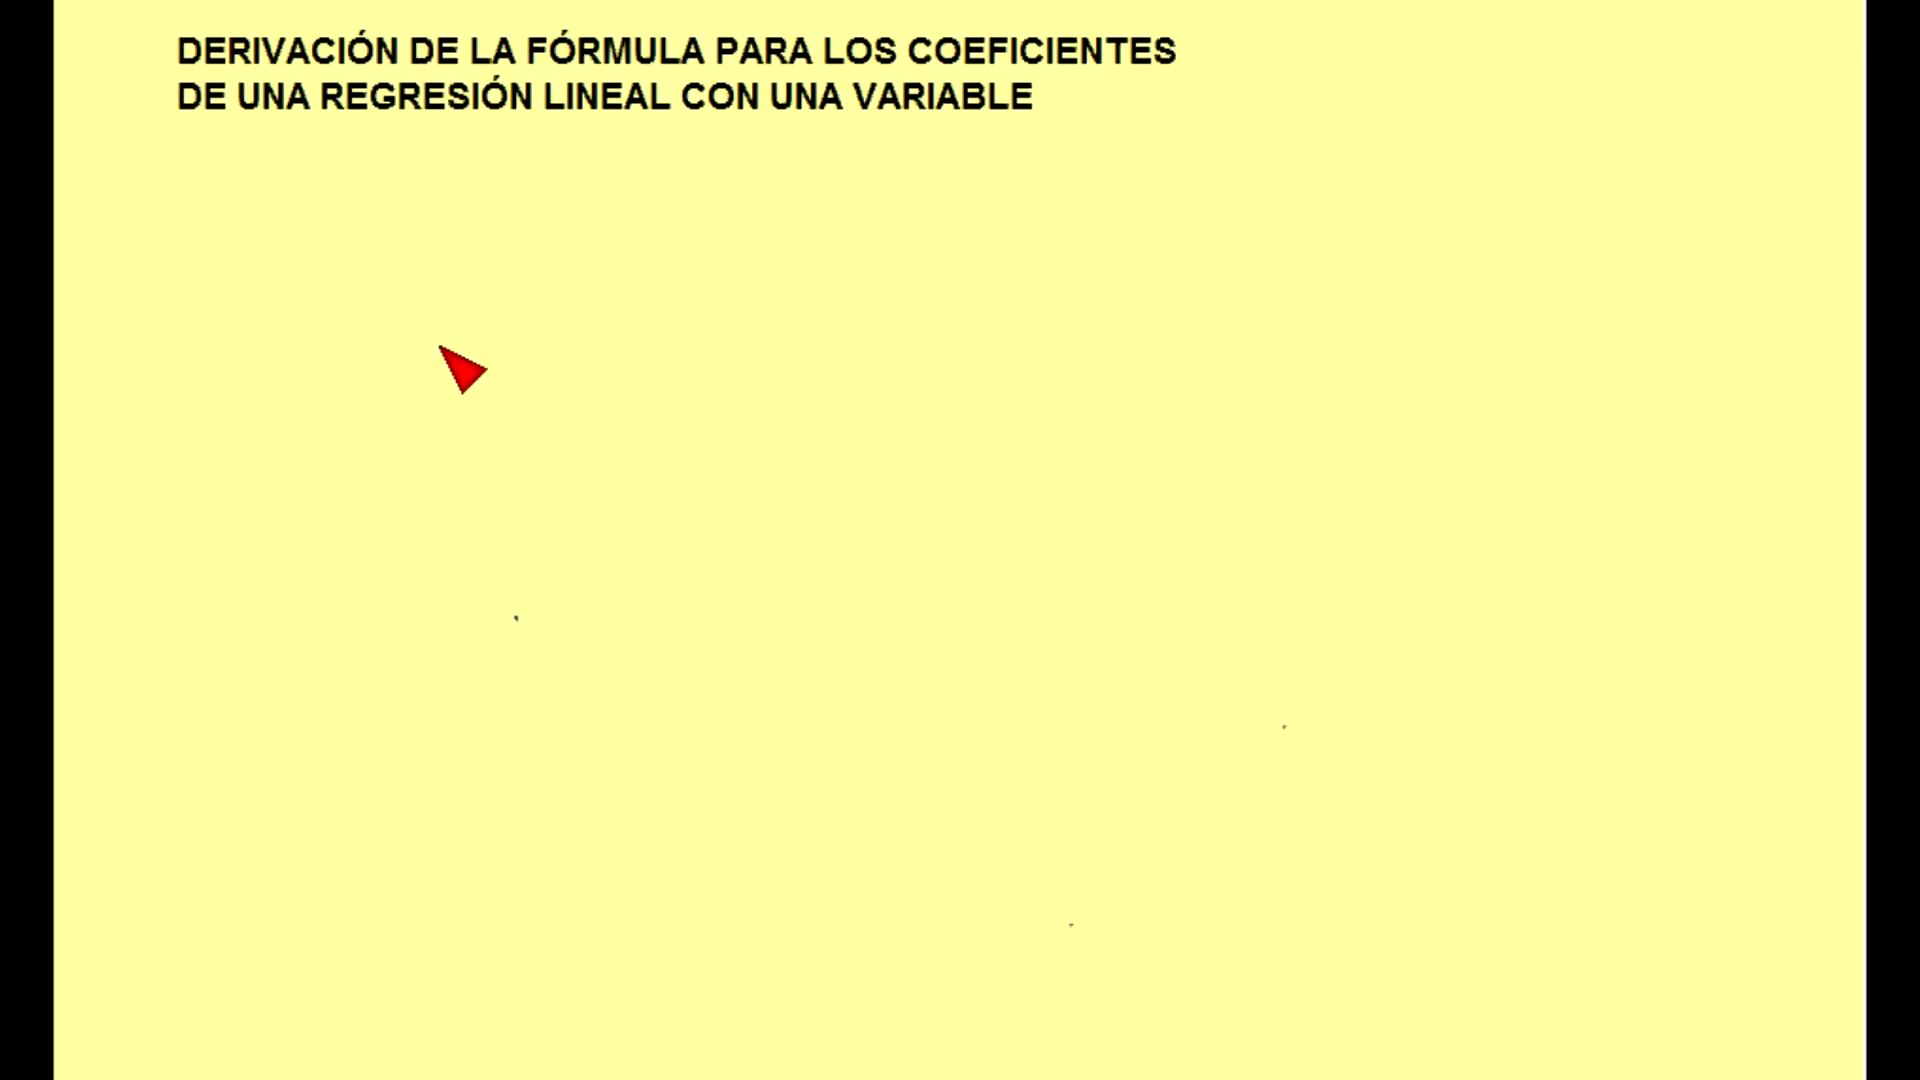 DERIVACIÓN DE LA FÓRMULA PARA LOS COEFICIENTES
DE UNA REGRESIÓN LINEAL CON UNA VARIABLE